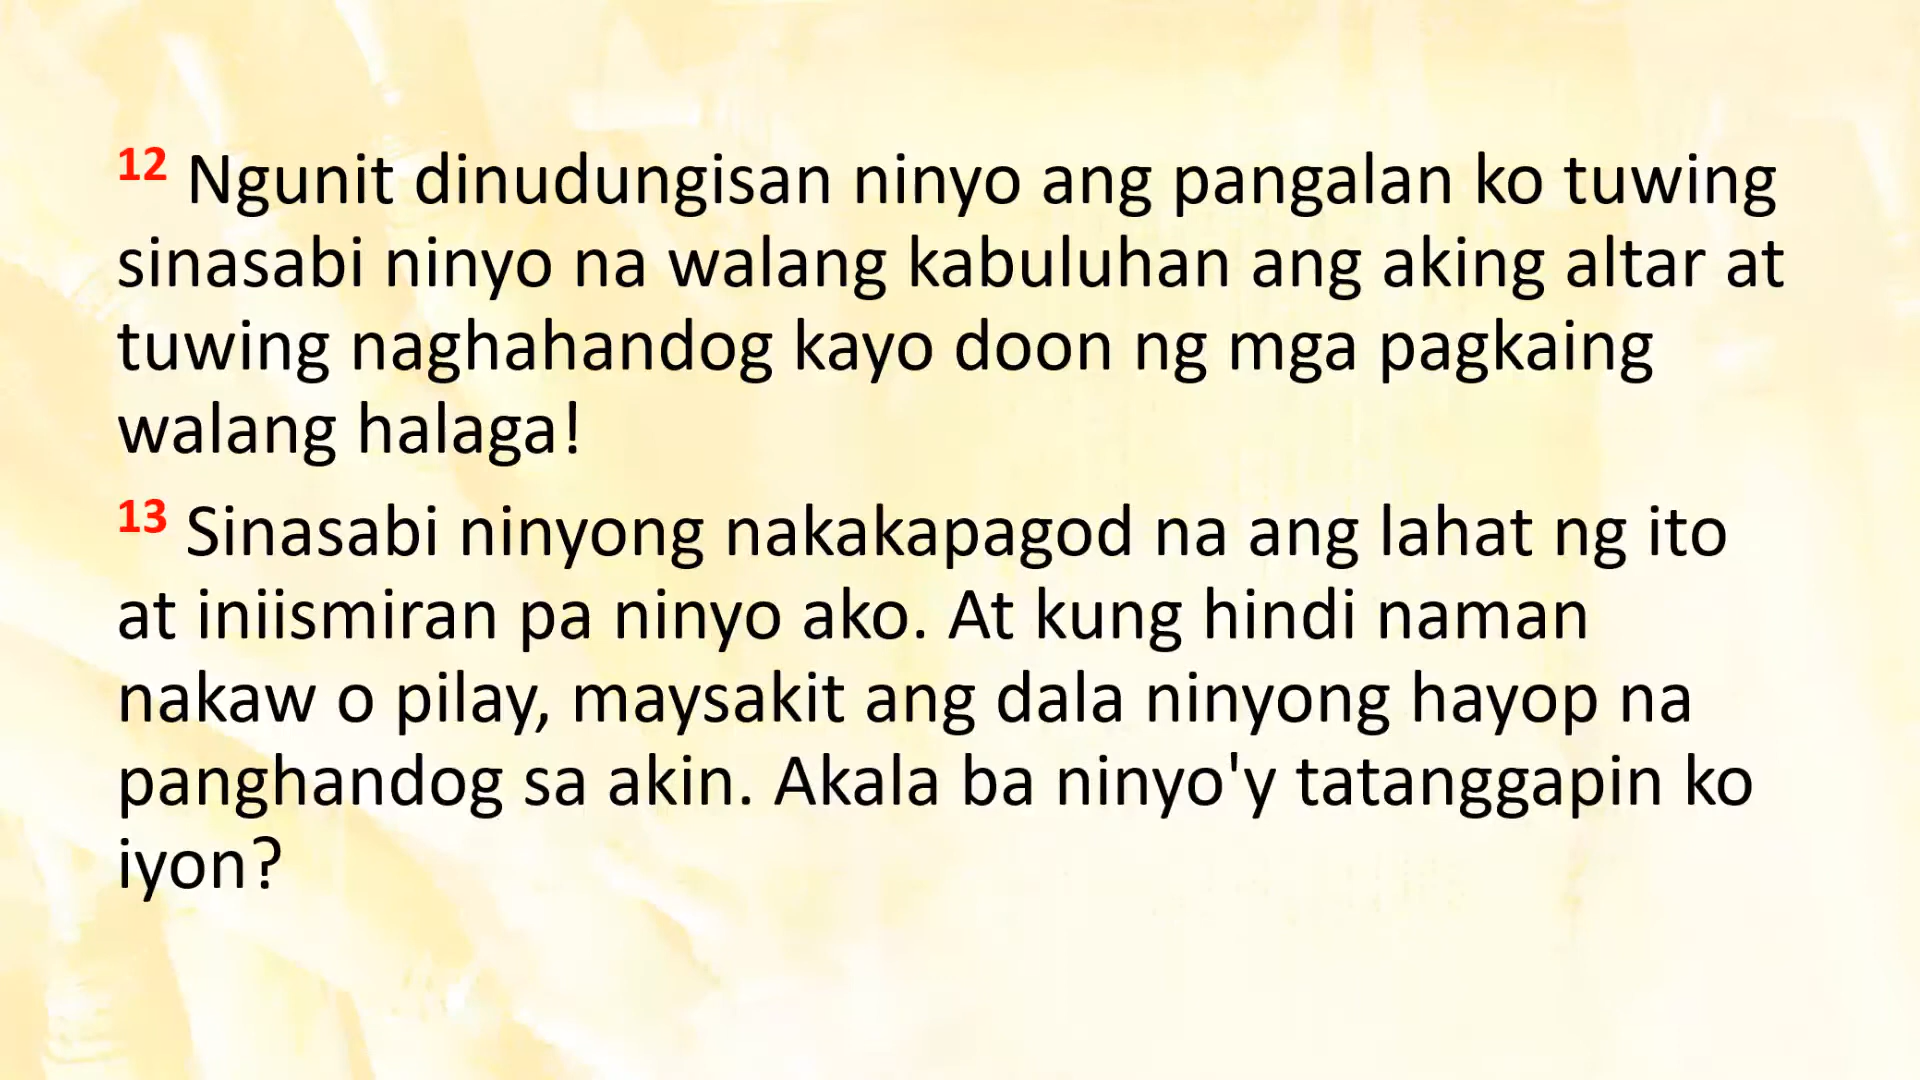 12 Ngunit dinudungisan ninyo ang pangalan ko tuwing
sinasabi ninyo na walang kabuluhan ang aking altar at
tuwing naghahandog kayo doon ng mga pagkaing
walang halaga!
13 Sinasabi ninyong nakakapagod na ang lahat ng ito
at iniismiran pa ninyo ako. At kung hindi naman
nakaw o pilay, maysakit ang dala ninyong hayop na
panghandog sa akin. Akala ba ninyo'y tatanggapin ko
iyon?